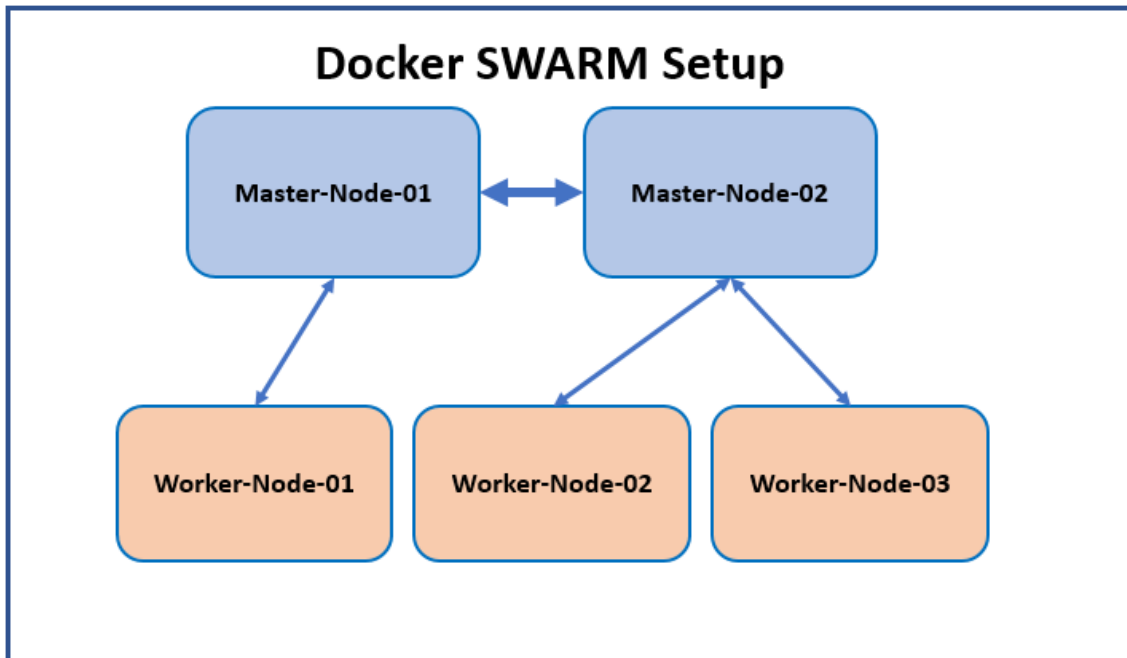 Docker SWARM Setup
Master-Node-01
Master-Node-02
Worker-Node-01
Worker-Node-02
Worker-Node-03